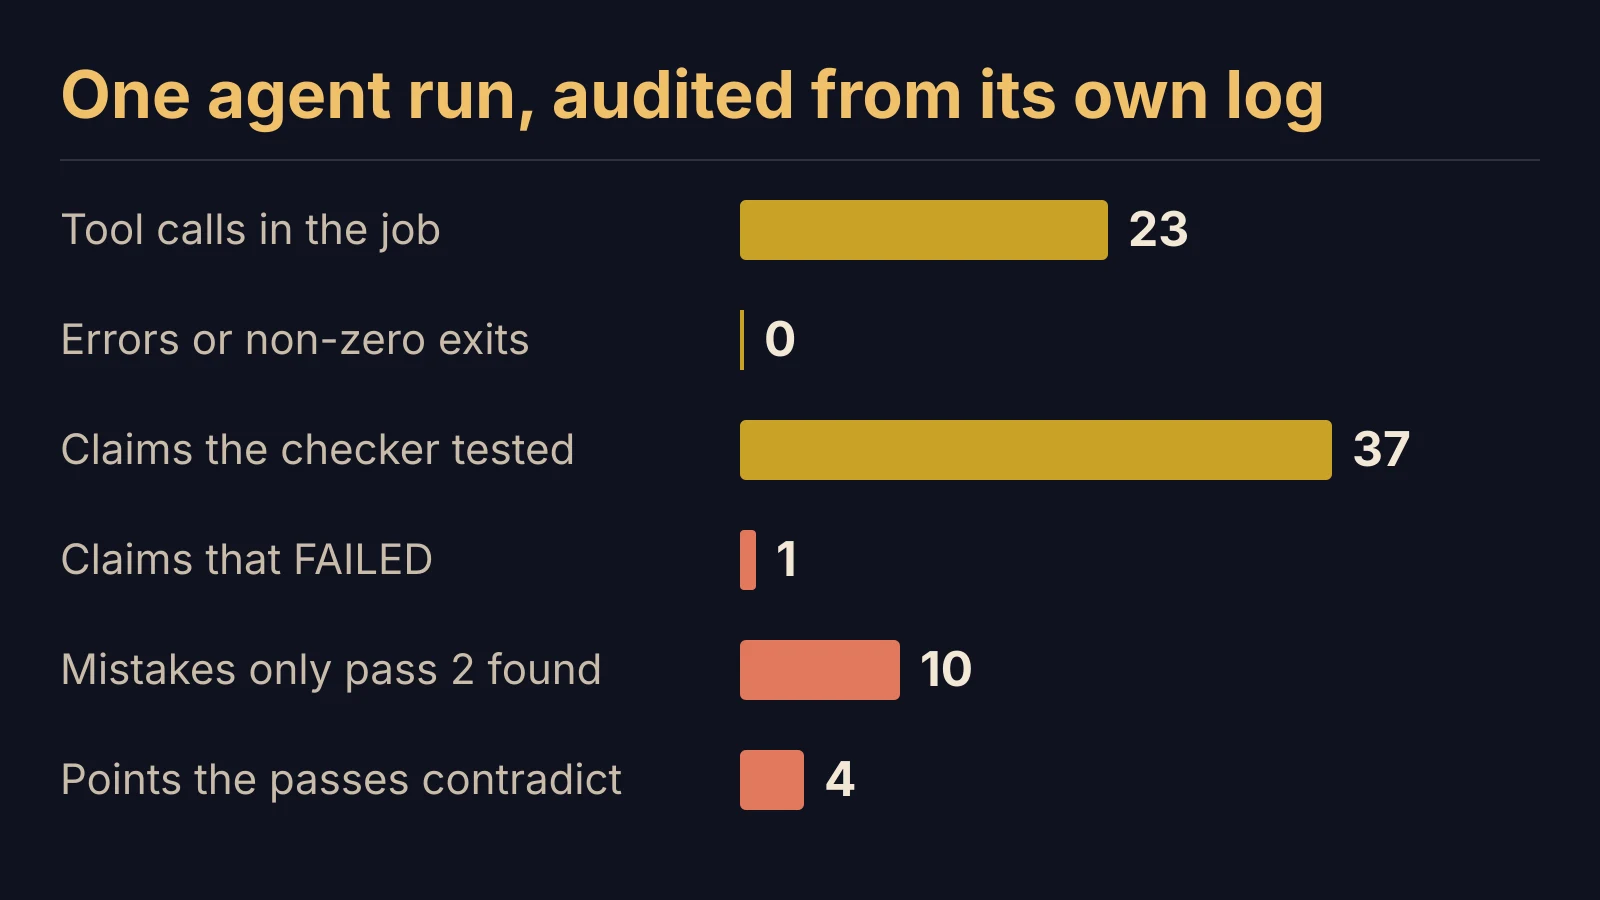 One agent run, audited from its own log
Tool calls in the job 23
Errors or non-zero exits 0
Claims the checker tested 37
Claims that FAILED 1
Mistakes only pass 2 found 10
Points the passes contradict 4